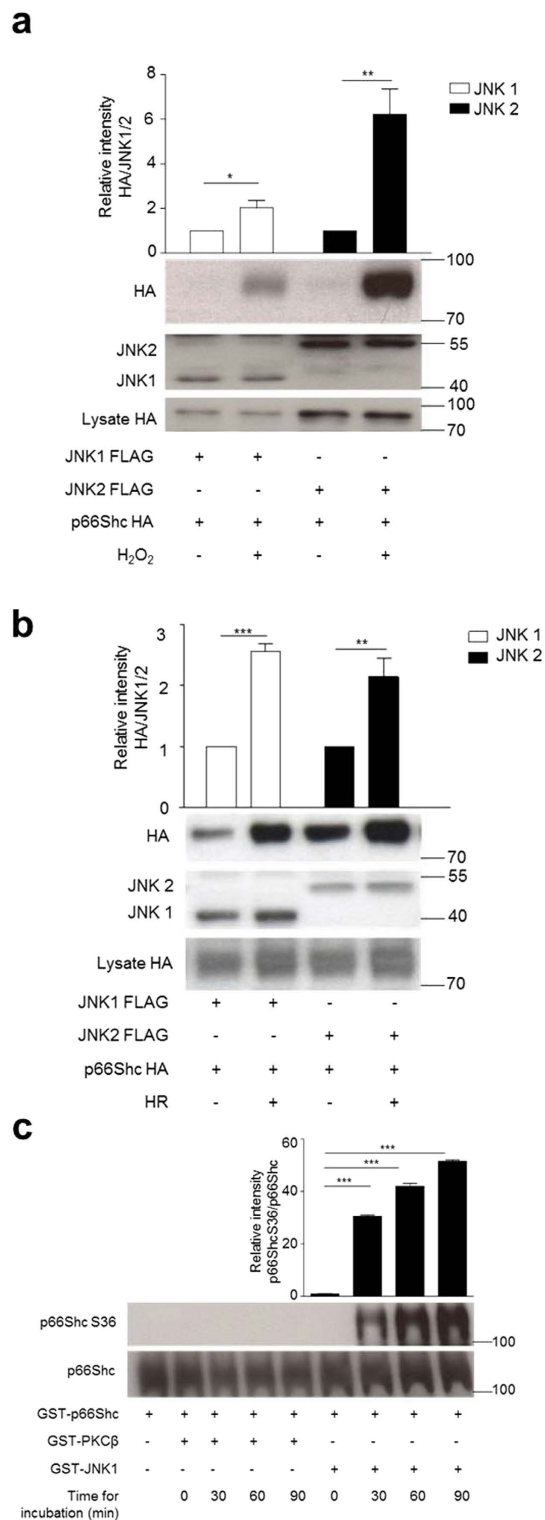 a
8
6
4
2
0
Relative intensity
HA/JNK1/2
*
**
JNK 1
JNK 2
HA
100
70
JNK2
JNK1
55
40
Lysate HA
100
70
JNK1 FLAG + + - -
JNK2 FLAG - - + +
p66Shc HA + + + +
H₂O₂ - + - +
b
3
2
1
0
Relative intensity
HA/JNK1/2
***
**
JNK 1
JNK 2
HA
70
JNK 2
JNK 1
55
40
Lysate HA
70
JNK1 FLAG + + - -
JNK2 FLAG - - + +
p66Shc HA + + + +
HR - + - +
c
60
40
20
0
Relative intensity
p66ShcS36/p66Shc
***
***
***
p66Shc S36
100
p66Shc
100
GST-p66Shc + + + + + + + + +
GST-PKCβ - + + + + - - - -
GST-JNK1 - - - - - + + + +
Time for
incubation (min) 0 30 60 90 0 30 60 90